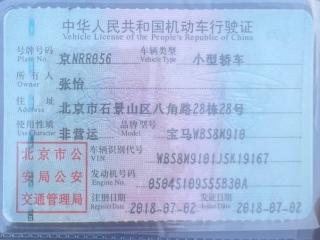 中华人民共和国机动车行驶证
Vehicle License of the People's Republic of China
号牌号码 京NRR056 车辆类型 小型轿车
Plate No. Vehicle Type
所有人 张怡
Owner
住址 北京市石景山区八角路28栋28号
Address
使用性质 非营运 品牌型号 宝马WBS8M910
Use Character Model
北京市公安局公安交通管理局
车辆识别代号 WBS8M9101J5K19167
VIN
发动机号码 05045109S55B30A
Engine No.
注册日期 2018-07-02 发证日期 2018-07-02
Register Date Issue Date